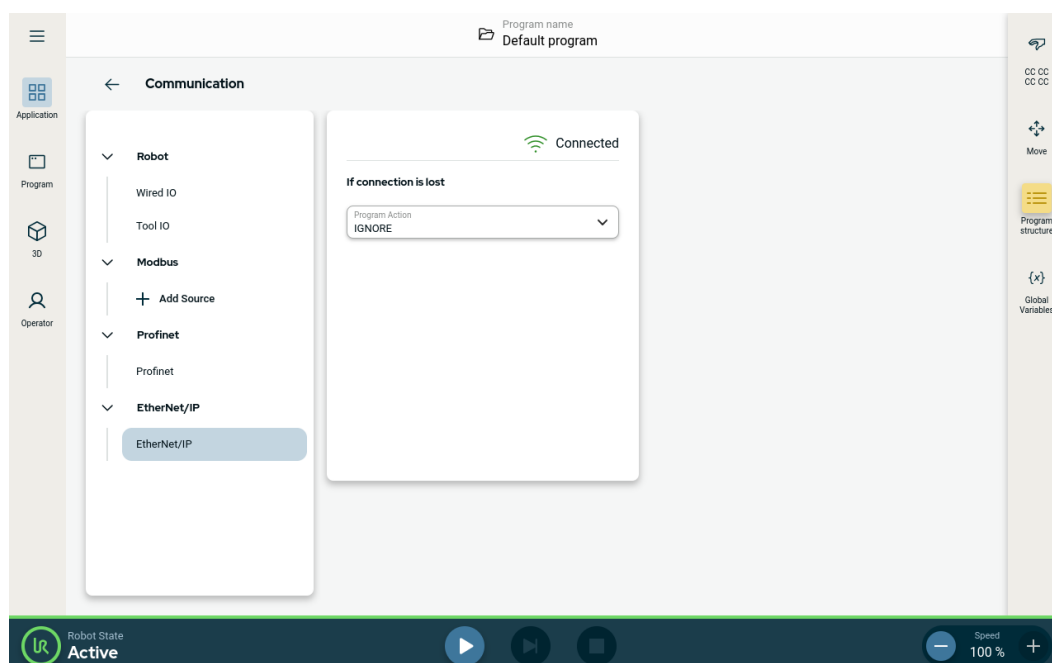 Program name
Default program
Communication
Application
Program
3D
Operator
Robot
Wired IO
Tool IO
Modbus
Add Source
Profinet
Profinet
EtherNet/IP
EtherNet/IP
Connected
If connection is lost
Program Action
IGNORE
CC CC
CC CC
Move
Program
structure
{x}
Global
Variables
UR
Robot State
Active
Speed
100 %